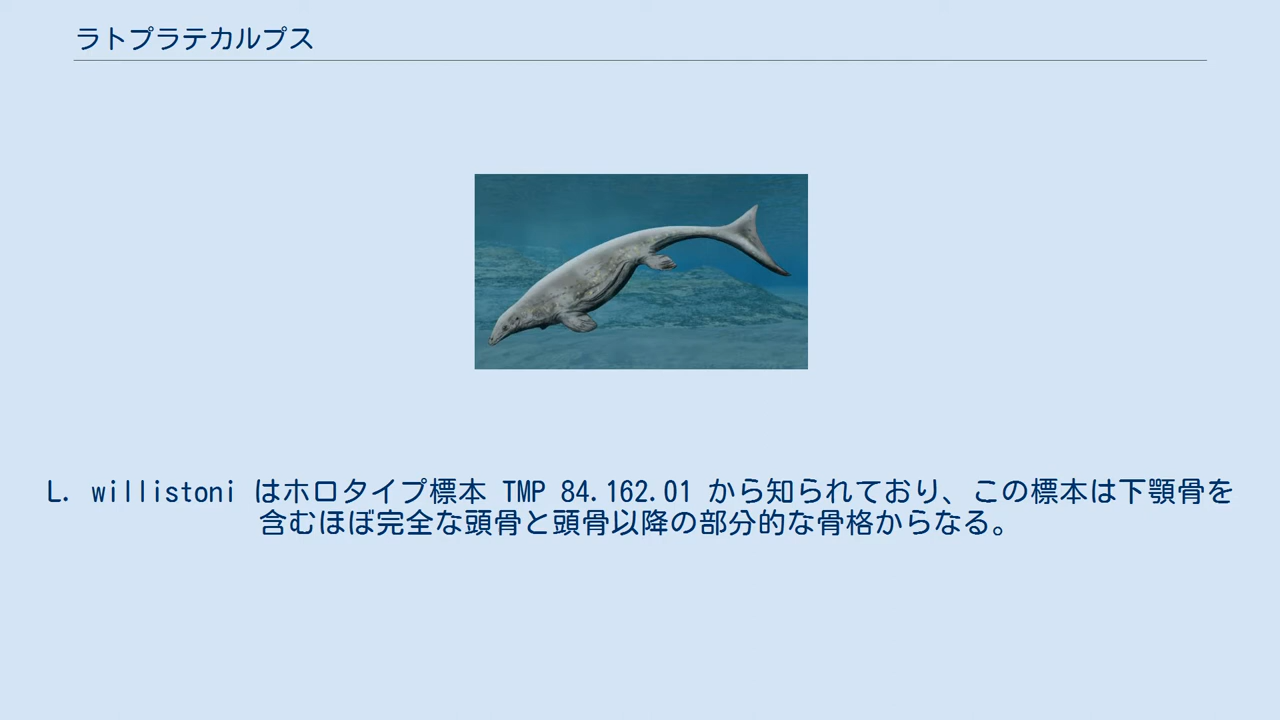 ラトプラテカルプス
L. willistoni はホロタイプ標本 TMP 84.162.01 から知られており、この標本は下顎骨を
含むほぼ完全な頭骨と頭骨以降の部分的な骨格からなる。